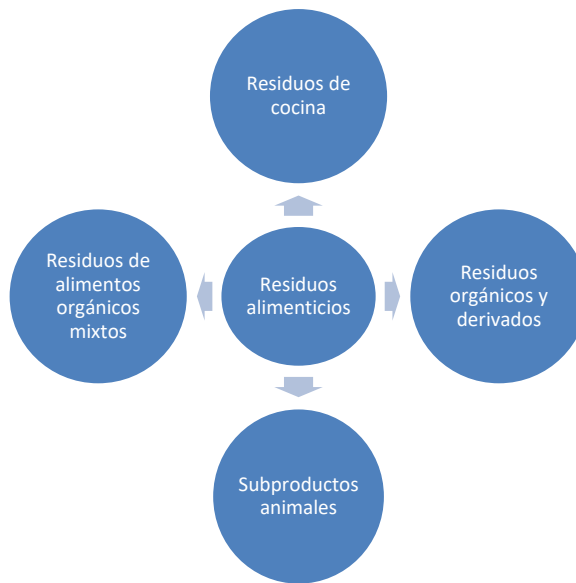 Residuos de
cocina
Residuos de
alimentos
orgánicos
mixtos
Residuos
alimenticios
Residuos
orgánicos y
derivados
Subproductos
animales